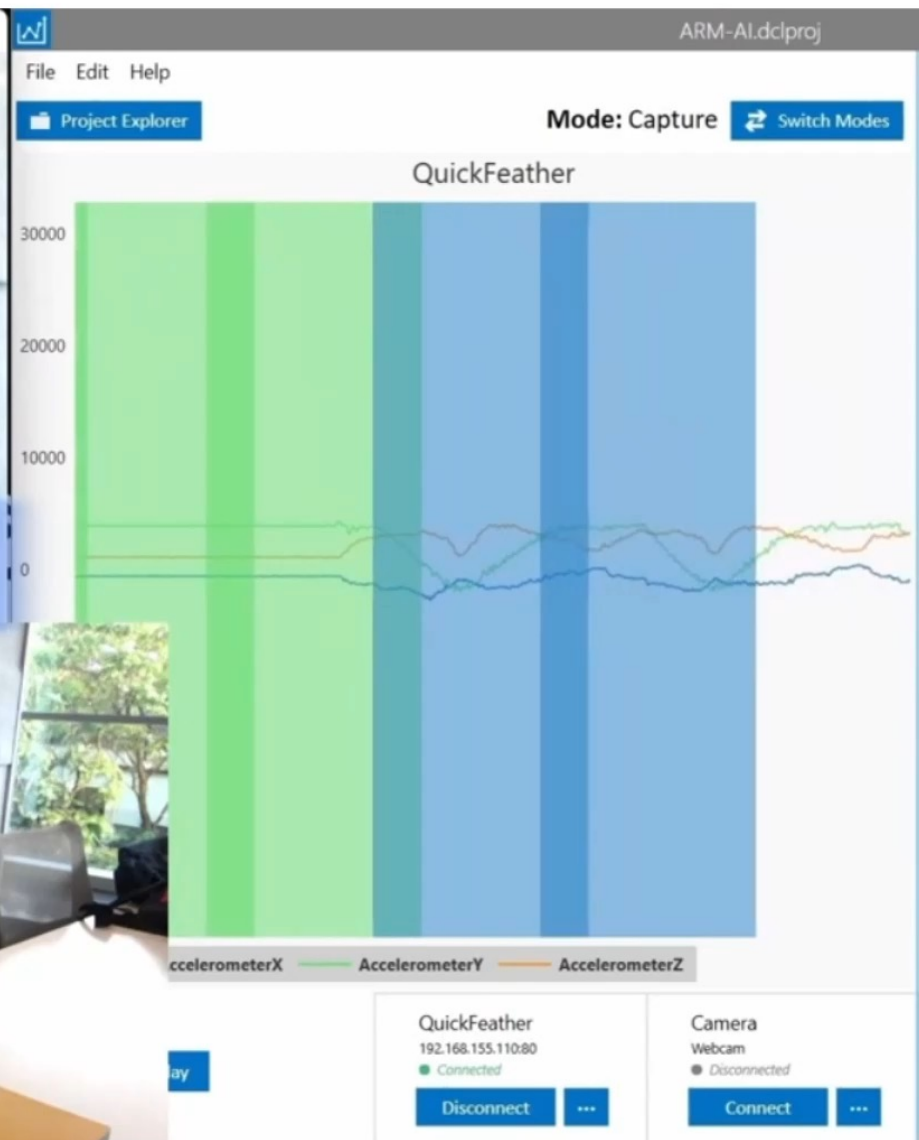 ARM-AI.dclproj
File Edit Help
Project Explorer
Mode: Capture
Switch Modes
QuickFeather
30000
20000
10000
0
ccelerometerX AccelerometerY AccelerometerZ
QuickFeather
192.168.155.110:80
Connected
Disconnect ...
Camera
Webcam
Disconnected
Connect ...
ay